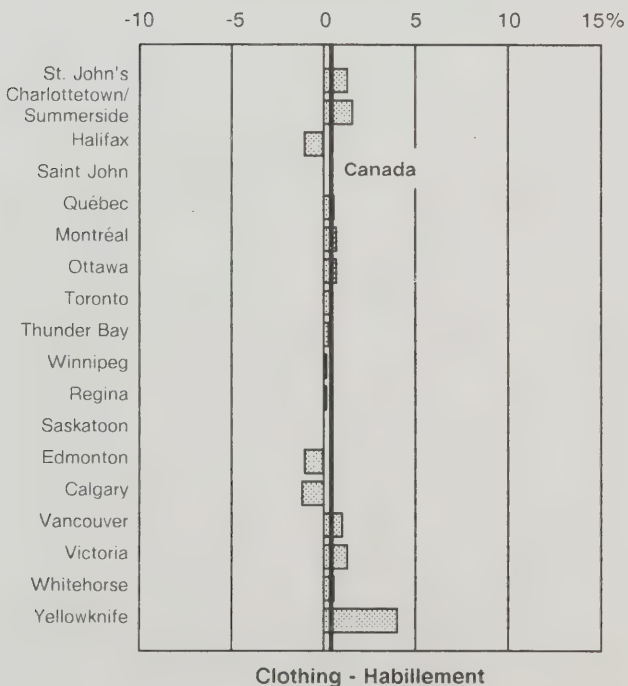 -10 -5 0 5 10 15%
St. John's
Charlottetown/
Summerside
Halifax
Saint John
Canada
Québec
Montréal
Ottawa
Toronto
Thunder Bay
Winnipeg
Regina
Saskatoon
Edmonton
Calgary
Vancouver
Victoria
Whitehorse
Yellowknife
Clothing - Habillement